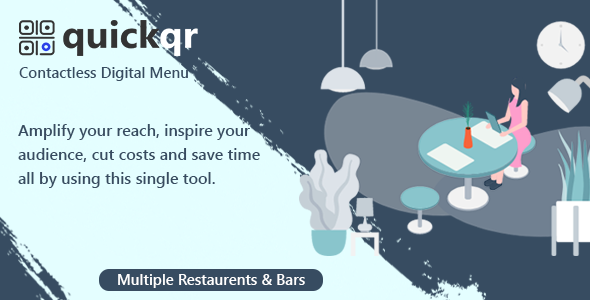 quickqr
Contactless Digital Menu
Amplify your reach, inspire your
audience, cut costs and save time
all by using this single tool.
Multiple Restaurents & Bars